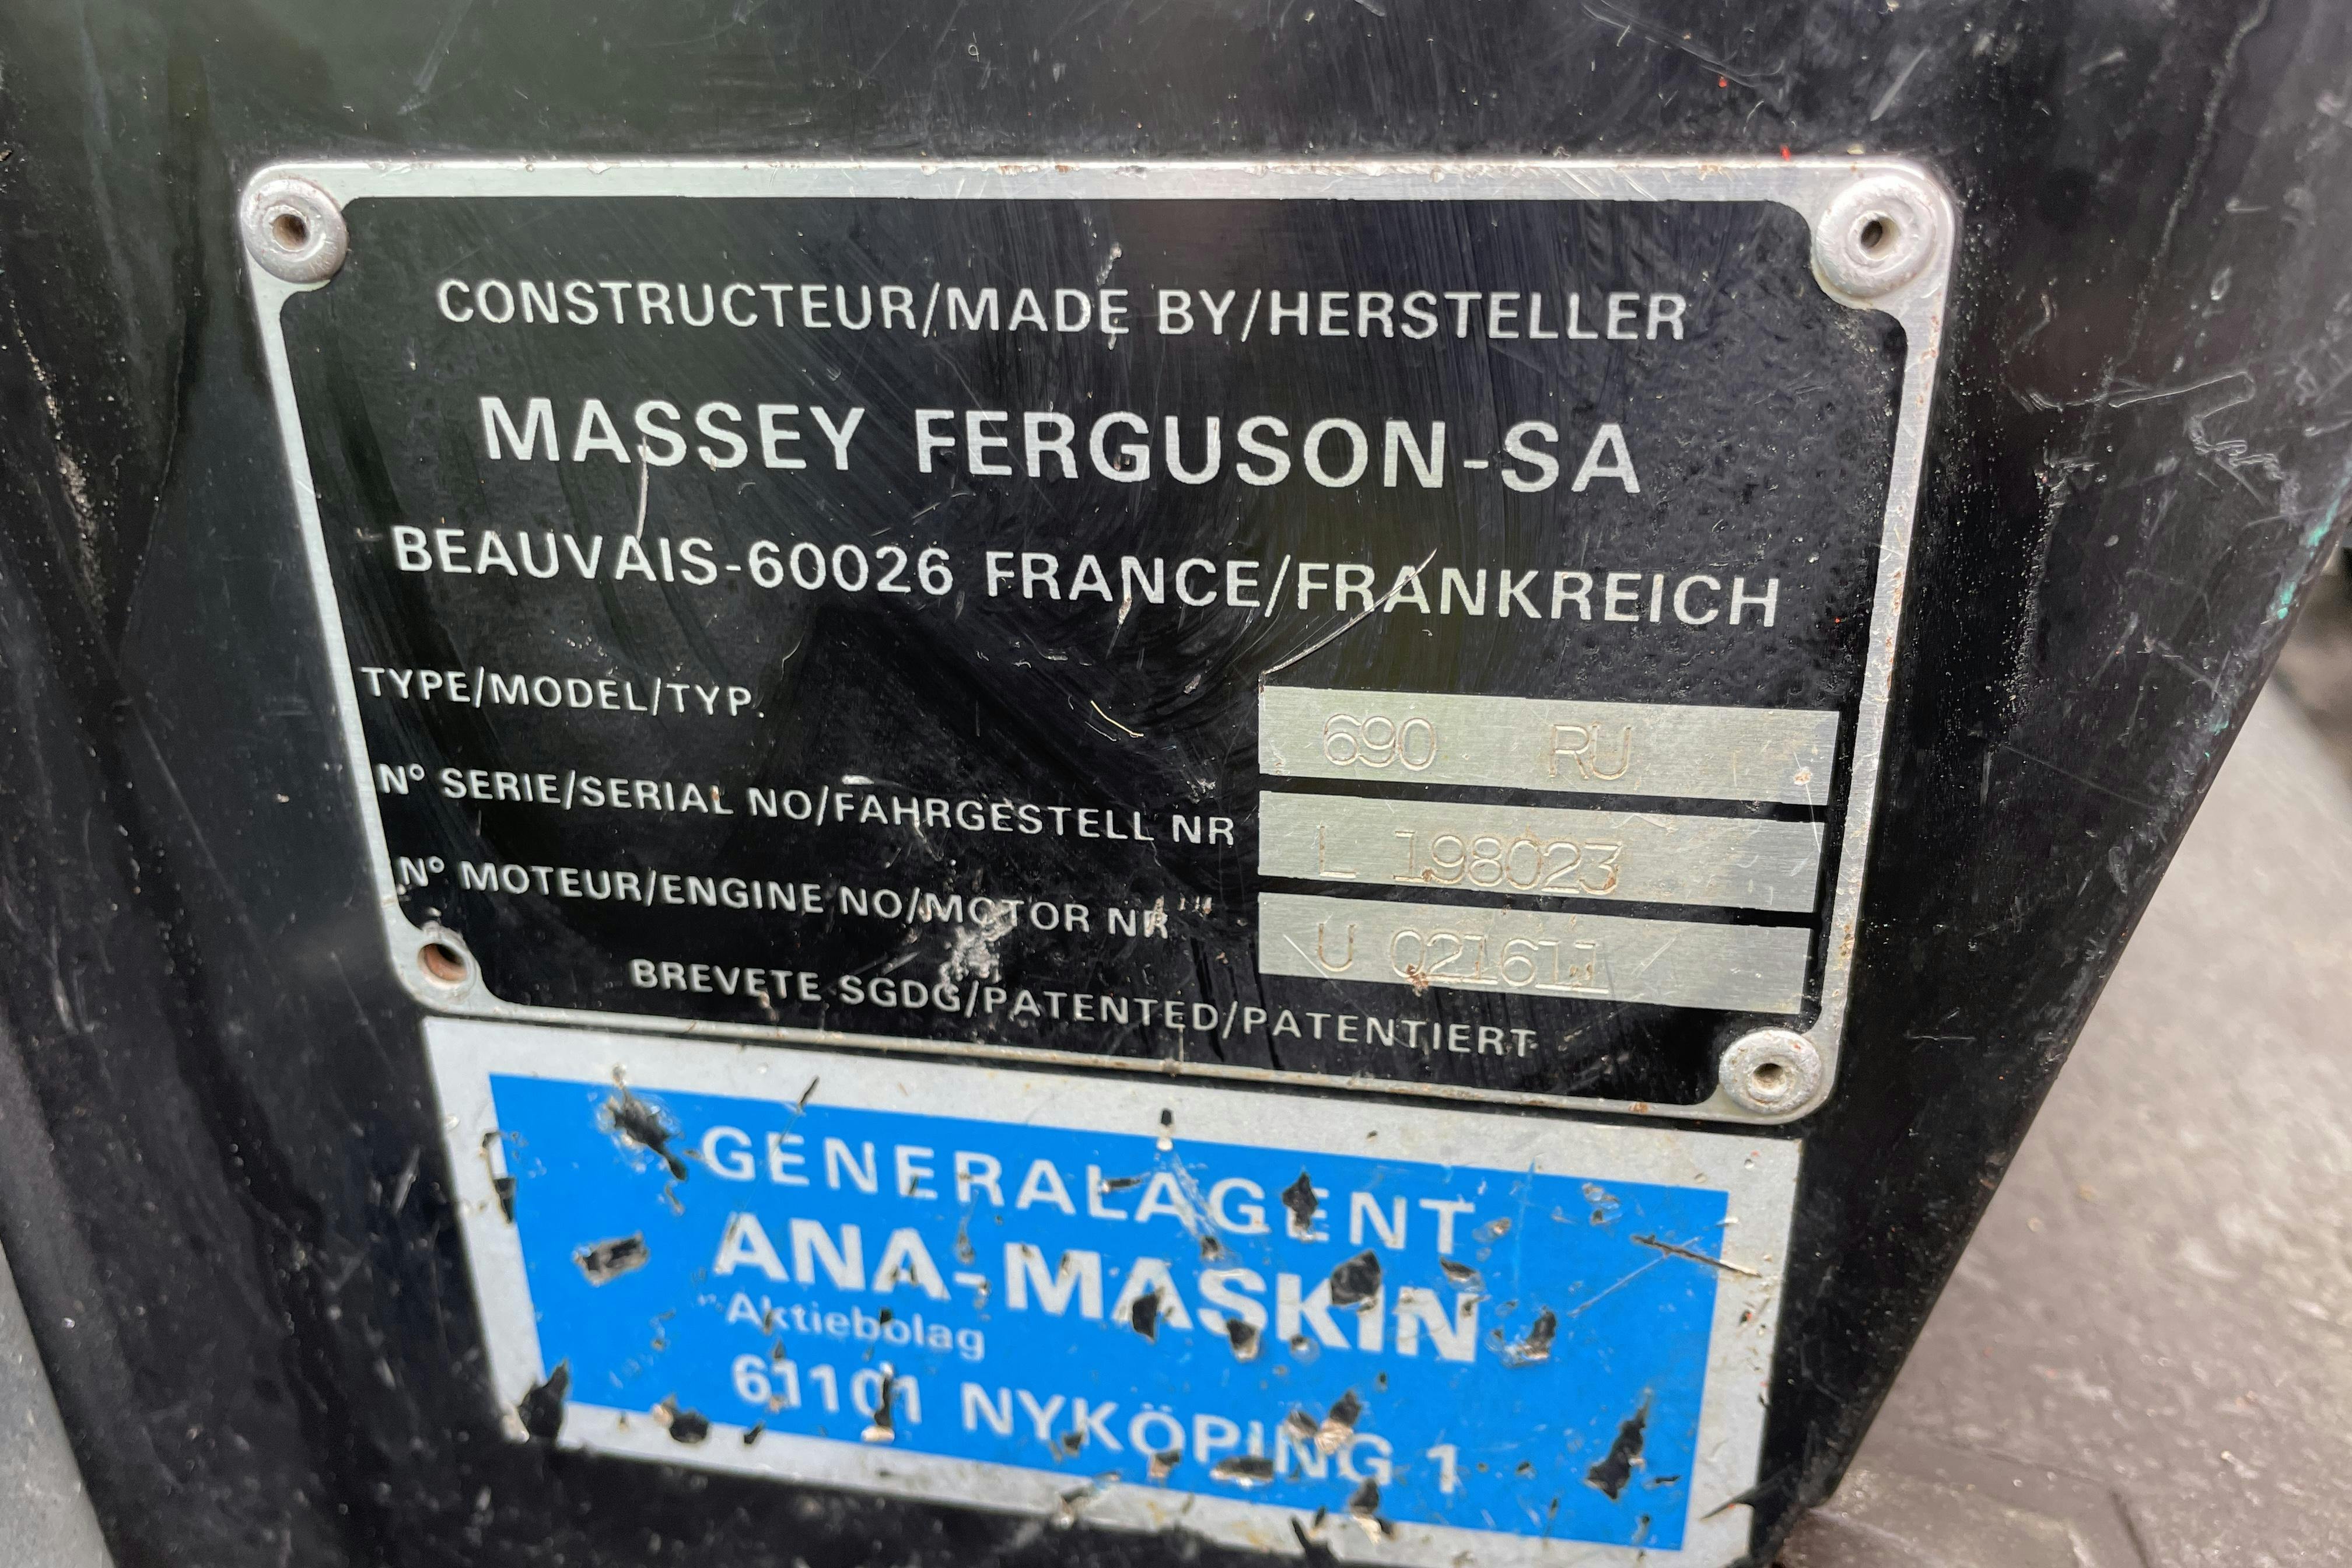 CONSTRUCTEUR/MADE BY/HERSTELLER
MASSEY FERGUSON-SA
BEAUVAIS-60026 FRANCE/FRANKREICH
TYPE/MODEL/TYP. 690 RU
N° SERIE/SERIAL NO/FAHRGESTELL NR L 198023
N° MOTEUR/ENGINE NO/MOTOR NR U 021611
BREVETE SGDG/PATENTED/PATENTIERT
GENERALAGENT
ANA-MASKIN
Aktiebolag
61101 NYKÖPING 1